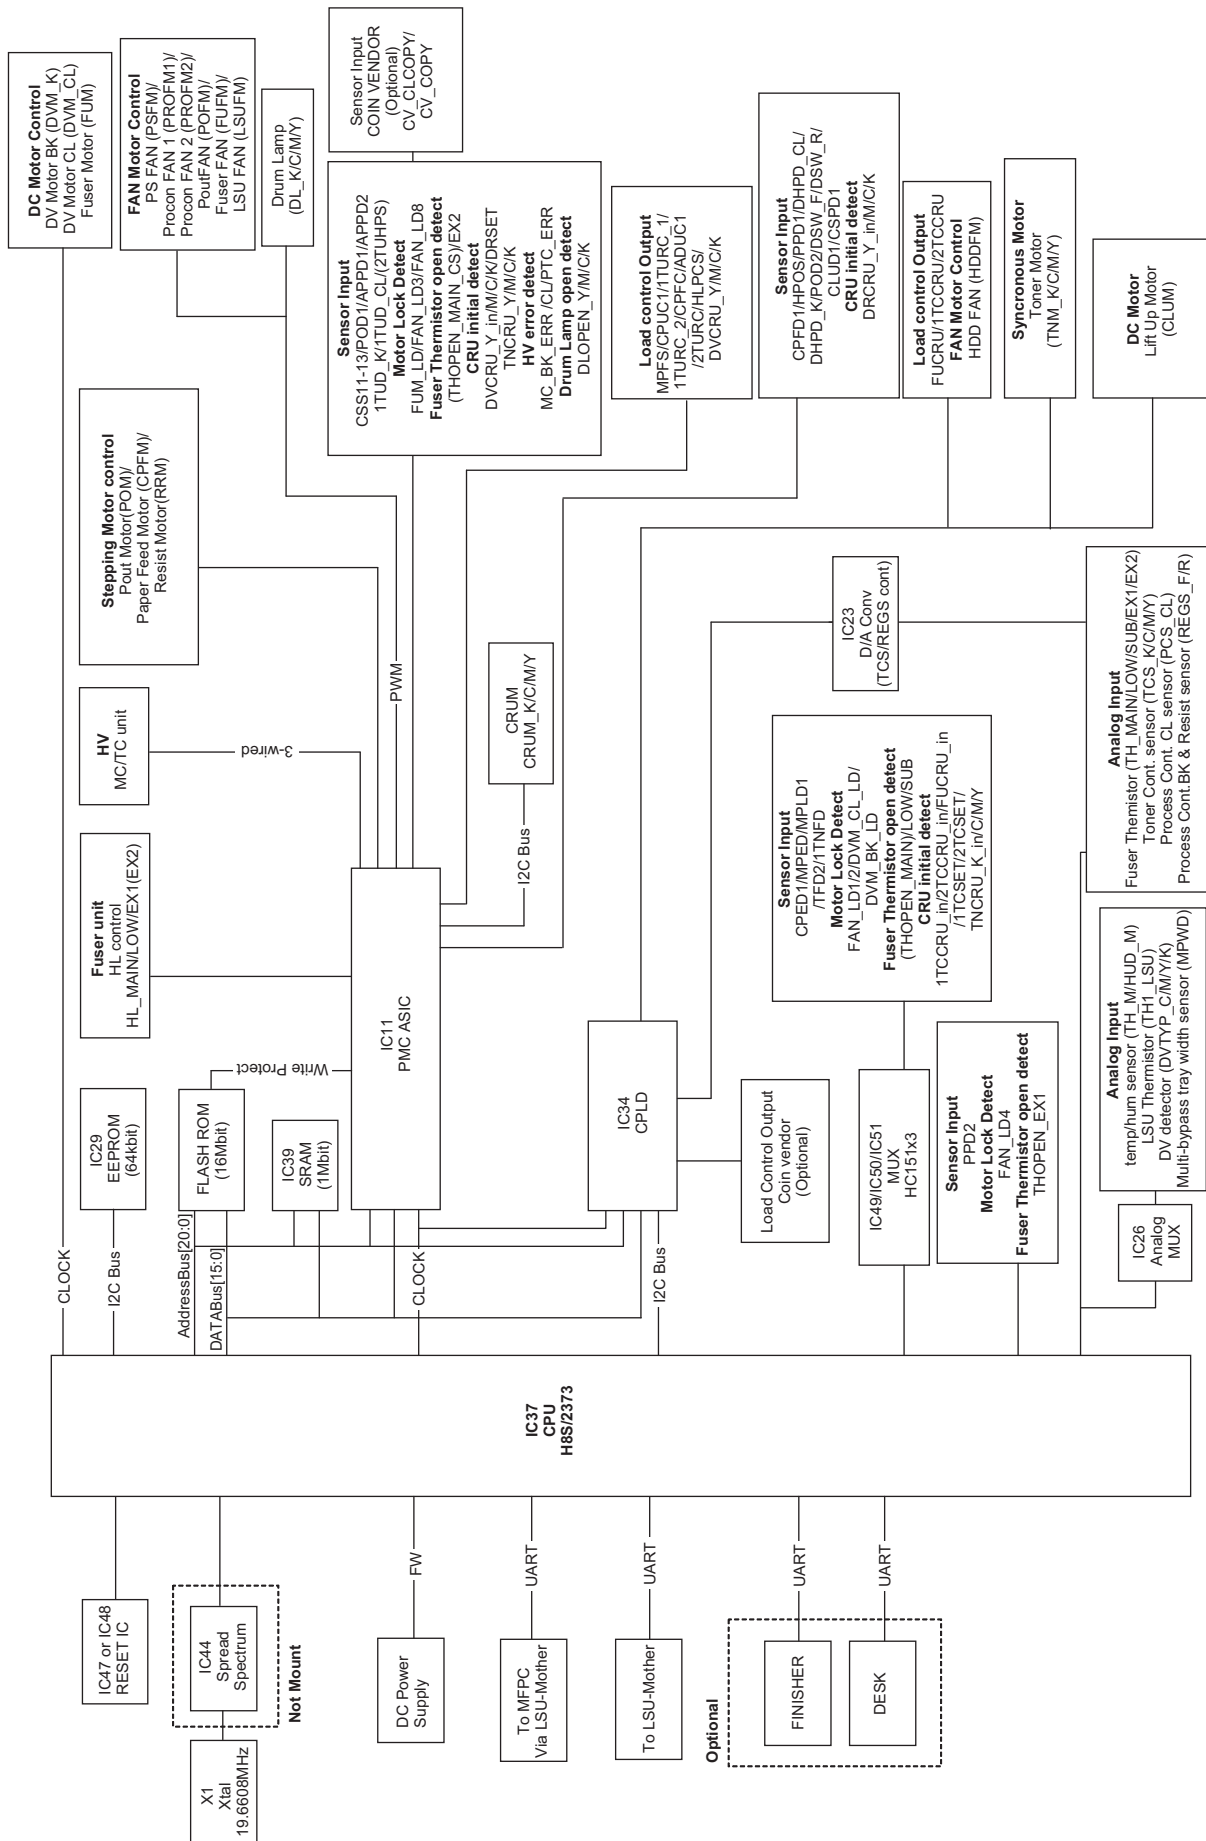 X1
Xtal
19.6608MHz
IC47 or IC48
RESET IC
IC44
Spread
Spectrum
Not Mount
DC Power
Supply
To MFPC
Via LSU-Mother
To LSU-Mother
Optional
FINISHER
DESK
FW
UART
UART
UART
UART
IC37
CPU
H8S/2373
CLOCK
I2C Bus
AddressBus[20:0]
DATABus[15:0]
CLOCK
I2C Bus
IC29
EEPROM
(64kbit)
FLASH ROM
(16Mbit)
IC39
SRAM
(1Mbit)
Write Protect
IC11
PMC ASIC
IC34
CPLD
Load Control Output
Coin vendor
(Optional)
IC49/IC50/IC51
MUX
HC151x3
Sensor Input
PPD2
Motor Lock Detect
FAN_LD4
Fuser Thermistor open detect
THOPEN_EX1
IC26
Analog
MUX
Analog Input
temp/hum sensor (TH_M/HUD_M)
LSU Thermistor (TH1_LSU)
DV detector (DVTYP_C/M/Y/K)
Multi-bypass tray width sensor (MPWD)
Fuser unit
HL control
HL_MAIN/LOW/EX1(EX2)
HV
MC/TC unit
3-wired
Stepping Motor control
Pout Motor(POM)/
Paper Feed Motor (CPFM)/
Resist Motor(RRM)
PWM
I2C Bus
CRUM
CRUM_K/C/M/Y
Sensor Input
CPED1/MPED/MPLD1
/TFD2/1TNFD
Motor Lock Detect
FAN_LD1/2/DVM_CL_LD/
DVM_BK_LD
Fuser Thermistor open detect
(THOPEN_MAIN)/LOW/SUB
CRU initial detect
1TCCRU_in/2TCCRU_in/FUCRU_in
/1TCSET/2TCSET/
TNCRU_K_in/C/M/Y
IC23
D/A Conv
(TCS/REGS cont)
Analog Input
Fuser Themistor (TH_MAIN/LOW/SUB/EX1/EX2)
Toner Cont. sensor (TCS_K/C/M/Y)
Process Cont. CL sensor (PCS_CL)
Process Cont.BK & Resist sensor (REGS_F/R)
DC Motor Control
DV Motor BK (DVM_K)
DV Motor CL (DVM_CL)
Fuser Motor (FUM)
FAN Motor Control
PS FAN (PSFM)/
Procon FAN 1 (PROFM1)/
Procon FAN 2 (PROFM2)/
PoutFAN (POFM)/
Fuser FAN (FUFM)/
LSU FAN (LSUFM)
Drum Lamp
(DL_K/C/M/Y)
Sensor Input
COIN VENDOR
(Optional)
CV_CLCOPY/
CV_COPY
Sensor Input
CSS11-13/POD1/APPD1/APPD2
1TUD_K/1TUD_CL/(2TUHPS)
Motor Lock Detect
FUM_LD/FAN_LD3/FAN_LD8
Fuser Thermistor open detect
(THOPEN_MAIN_CS)/EX2
CRU initial detect
DVCRU_Y_in/M/C/K/DRSET
TNCRU_Y/M/C/K
HV error detect
MC_BK_ERR /CL/PTC_ERR
Drum Lamp open detect
DLOPEN_Y/M/C/K
Load control Output
MPFS/CPUC1/1TURC_1/
1TURC_2/CPFC/ADUC1
/2TURC/HLPCS/
DVCRU_Y/M/C/K
Sensor Input
CPFD1/HPOS/PPD1/DHPD_CL/
DHPD_K/POD2/DSW_F/DSW_R/
CLUD1/CSPD1
CRU initial detect
DRCRU_Y_in/M/C/K
Load control Output
FUCRU/1TCCRU/2TCCRU
FAN Motor Control
HDD FAN (HDDFM)
Syncronous Motor
Toner Motor
(TNM_K/C/M/Y)
DC Motor
Lift Up Motor
(CLUM)